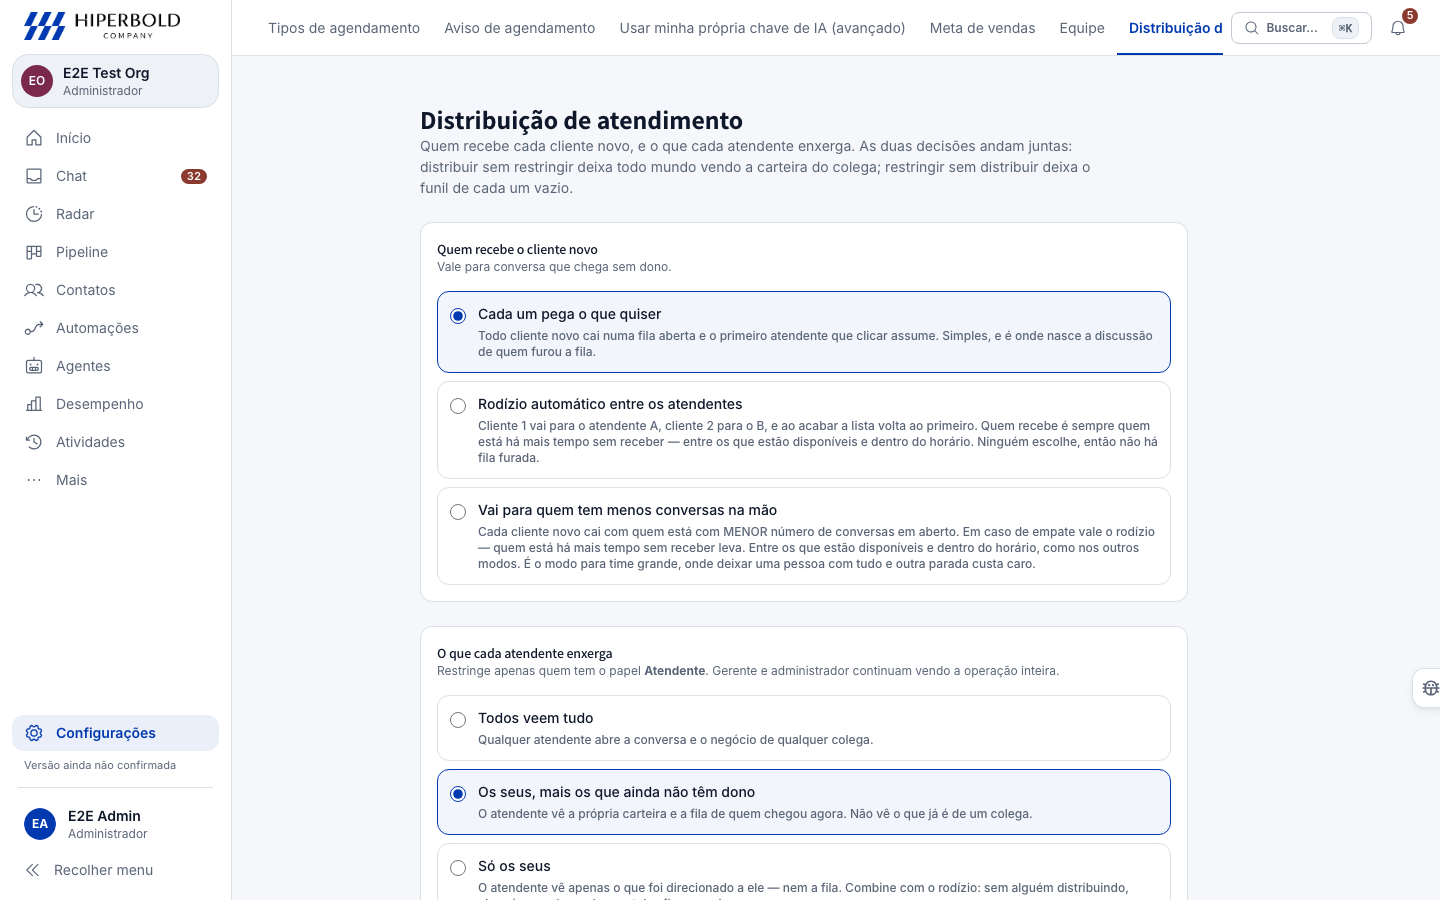 HIPERBOLD
COMPANY
EO
E2E Test Org
Administrador
Início
Chat
32
Radar
Pipeline
Contatos
Automações
Agentes
Desempenho
Atividades
Mais
Configurações
Versão ainda não confirmada
EA
E2E Admin
Administrador
Recolher menu
Tipos de agendamento
Aviso de agendamento
Usar minha própria chave de IA (avançado)
Meta de vendas
Equipe
Distribuição d
Buscar...
⌘K
5
Distribuição de atendimento
Quem recebe cada cliente novo, e o que cada atendente enxerga. As duas decisões andam juntas:
distribuir sem restringir deixa todo mundo vendo a carteira do colega; restringir sem distribuir deixa o
funil de cada um vazio.
Quem recebe o cliente novo
Vale para conversa que chega sem dono.
Cada um pega o que quiser
Todo cliente novo cai numa fila aberta e o primeiro atendente que clicar assume. Simples, e é onde nasce a discussão
de quem furou a fila.
Rodízio automático entre os atendentes
Cliente 1 vai para o atendente A, cliente 2 para o B, e ao acabar a lista volta ao primeiro. Quem recebe é sempre quem
está há mais tempo sem receber — entre os que estão disponíveis e dentro do horário. Ninguém escolhe, então não há
fila furada.
Vai para quem tem menos conversas na mão
Cada cliente novo cai com quem está com MENOR número de conversas em aberto. Em caso de empate vale o rodízio
— quem está há mais tempo sem receber leva. Entre os que estão disponíveis e dentro do horário, como nos outros
modos. É o modo para time grande, onde deixar uma pessoa com tudo e outra parada custa caro.
O que cada atendente enxerga
Restringe apenas quem tem o papel Atendente. Gerente e administrador continuam vendo a operação inteira.
Todos veem tudo
Qualquer atendente abre a conversa e o negócio de qualquer colega.
Os seus, mais os que ainda não têm dono
O atendente vê a própria carteira e a fila de quem chegou agora. Não vê o que já é de um colega.
Só os seus
O atendente vê apenas o que foi direcionado a ele — nem a fila. Combine com o rodízio: sem alguém distribuindo,